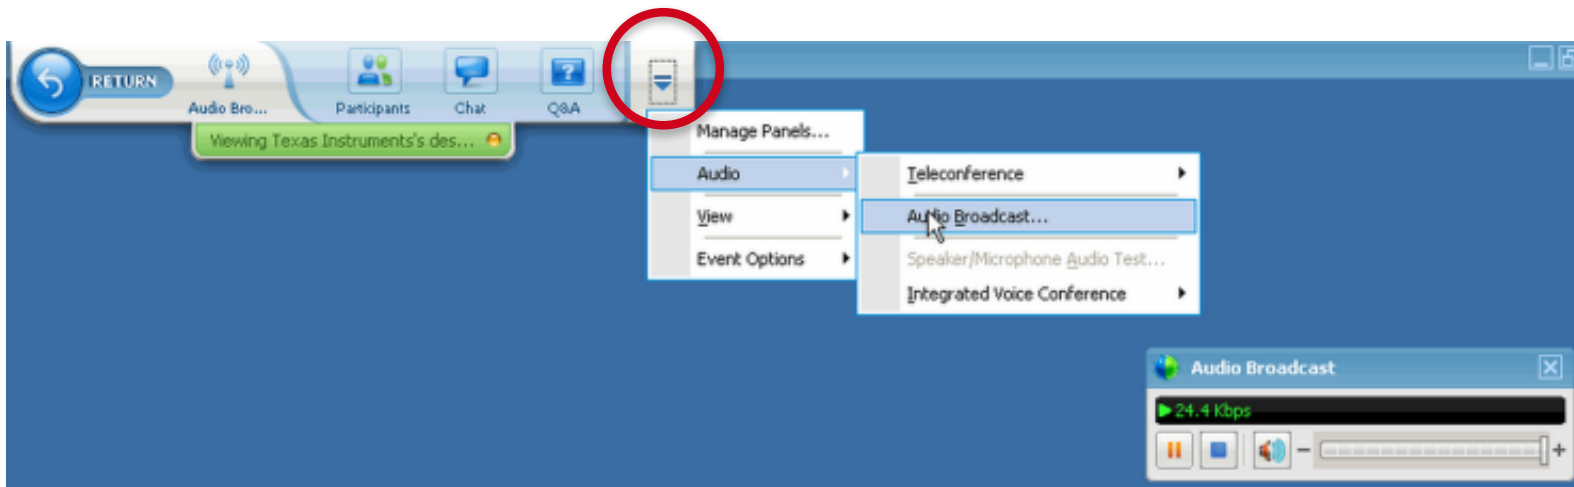 RETURN
Audio Bro...
Participants
Chat
Q&A
Viewing Texas Instruments's des...
Manage Panels...
Audio
View
Event Options
Teleconference
Audio Broadcast...
Speaker/Microphone Audio Test...
Integrated Voice Conference
Audio Broadcast
24.4 Kbps